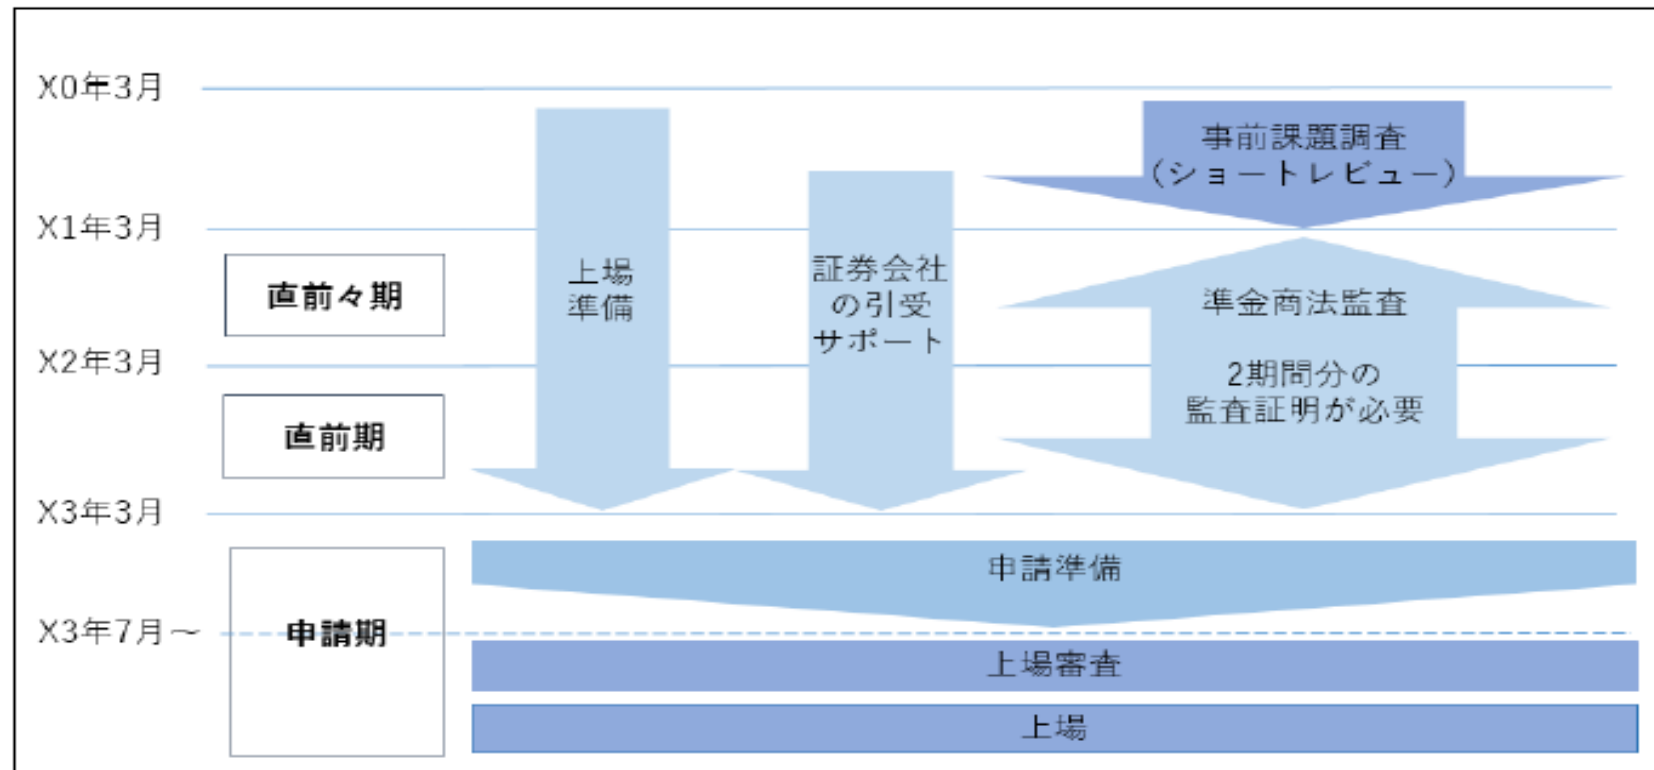 X0年3月
事前課題調査
（ショートレビュー）
X1年3月
直前々期
上場
準備
証券会社
の引受
サポート
準金商法監査
X2年3月
2期間分の
監査証明が必要
直前期
X3年3月
申請準備
X3年7月～
申請期
上場審査
上場